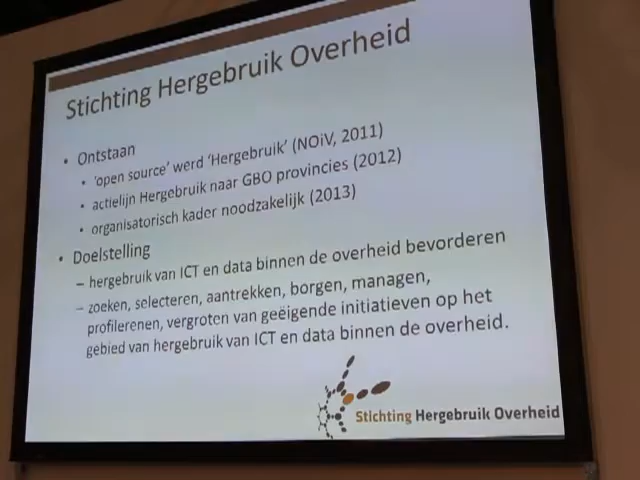 Stichting Hergebruik Overheid
• Ontstaan
• 'open source' werd 'Hergebruik' (NOiV, 2011)
• actielijn Hergebruik naar GBO provincies (2012)
• organisatorisch kader noodzakelijk (2013)
• Doelstelling
– hergebruik van ICT en data binnen de overheid bevorderen
– zoeken, selecteren, aantrekken, borgen, managen,
profilerenen, vergroten van geëigende initiatieven op het
gebied van hergebruik van ICT en data binnen de overheid.
Stichting Hergebruik Overheid